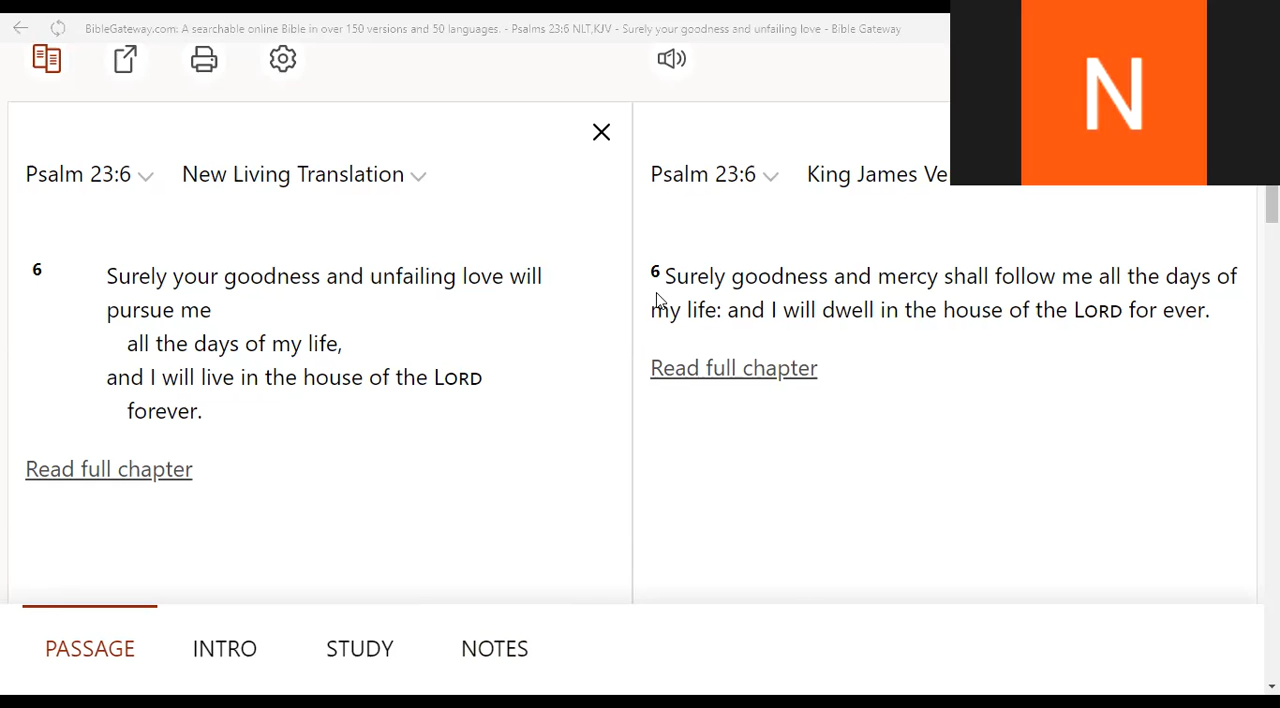 BibleGateway.com: A searchable online Bible in over 150 versions and 50 languages. - Psalms 23:6 NLT,KJV - Surely your goodness and unfailing love - Bible Gateway
N
Psalm 23:6 New Living Translation
6 Surely your goodness and unfailing love will
pursue me
all the days of my life,
and I will live in the house of the LORD
forever.
Read full chapter
Psalm 23:6 King James Ve
6 Surely goodness and mercy shall follow me all the days of
my life: and I will dwell in the house of the LORD for ever.
Read full chapter
PASSAGE INTRO STUDY NOTES